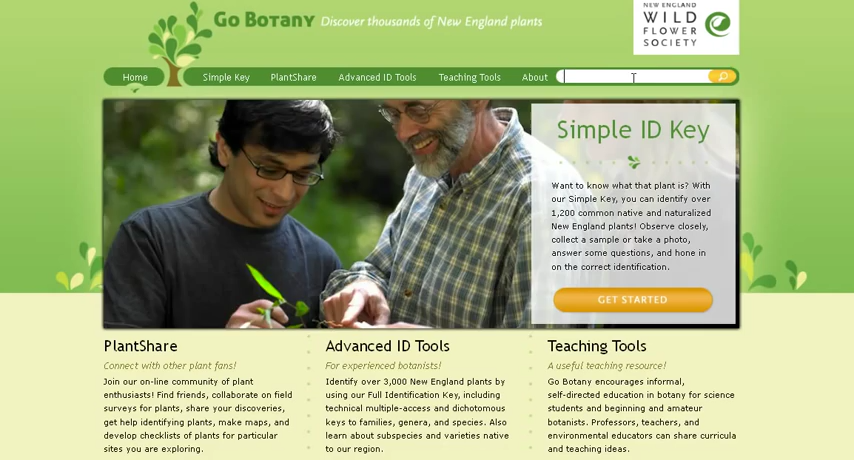 Go Botany Discover thousands of New England plants
NEW ENGLAND
WILD
FLOWER
SOCIETY
Home Simple Key PlantShare Advanced ID Tools Teaching Tools About
Simple ID Key
Want to know what that plant is? With
our Simple Key, you can identify over
1,200 common native and naturalized
New England plants! Observe closely,
collect a sample or take a photo,
answer some questions, and hone in
on the correct identification.
GET STARTED
PlantShare
Connect with other plant fans!
Join our on-line community of plant
enthusiasts! Find friends, collaborate on field
surveys for plants, share your discoveries,
get help identifying plants, make maps, and
develop checklists of plants for particular
sites you are exploring.
Advanced ID Tools
For experienced botanists!
Identify over 3,000 New England plants by
using our Full Identification Key, including
technical multiple-access and dichotomous
keys to families, genera, and species. Also
learn about subspecies and varieties native
to our region.
Teaching Tools
A useful teaching resource!
Go Botany encourages informal,
self-directed education in botany for science
students and beginning and amateur
botanists. Professors, teachers, and
environmental educators can share curricula
and teaching ideas.